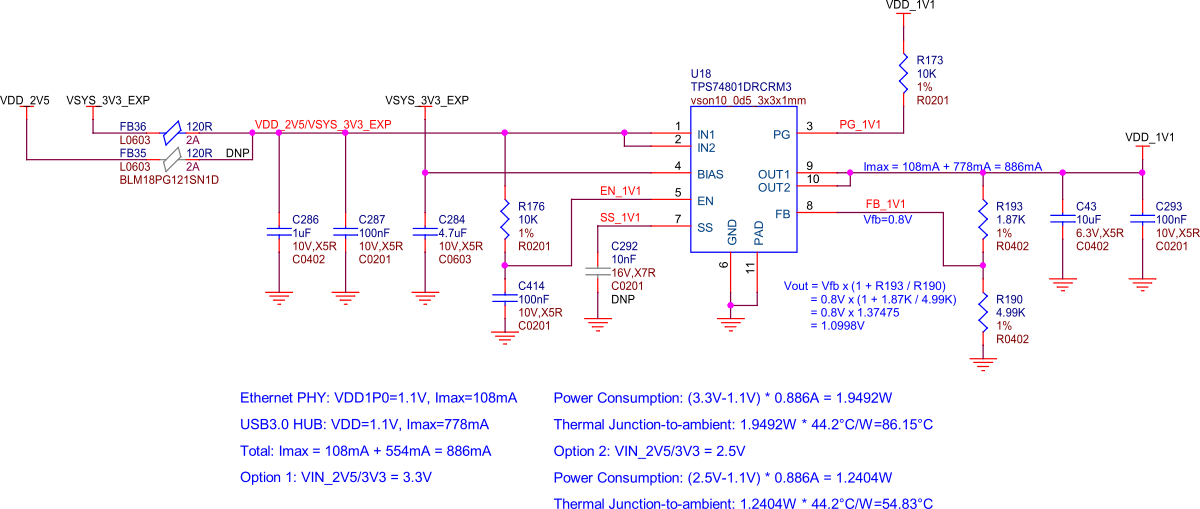 VDD_1V1
U18
TPS74801DRCRM3
vson10_0d5_3x3x1mm
R173
10K
1%
R0201
VDD_2V5
VSYS_3V3_EXP
VSYS_3V3_EXP
FB36
120R
L0603
2A
VDD_2V5/VSYS_3V3_EXP
FB35
120R
DNP
L0603
2A
BLM18PG121SN1D
1
IN1
2
IN2
4
BIAS
5
EN
7
SS
PG
3
PG_1V1
OUT1
9
OUT2
10
FB
8
GND
6
PAD
11
Imax = 108mA + 778mA = 886mA
VDD_1V1
FB_1V1
Vfb=0.8V
EN_1V1
SS_1V1
C286
1uF
10V,X5R
C0402
C287
100nF
10V,X5R
C0201
C284
4.7uF
10V,X5R
C0603
R176
10K
1%
R0201
C292
10nF
16V,X7R
C0201
DNP
C414
100nF
10V,X5R
C0201
R193
1.87K
1%
R0402
C43
10uF
6.3V,X5R
C0402
C293
100nF
10V,X5R
C0201
R190
4.99K
1%
R0402
Vout = Vfb x (1 + R193 / R190)
= 0.8V x (1 + 1.87K / 4.99K)
= 0.8V x 1.37475
= 1.0998V
Ethernet PHY: VDD1P0=1.1V, Imax=108mA
USB3.0 HUB: VDD=1.1V, Imax=778mA
Total: Imax = 108mA + 554mA = 886mA
Option 1: VIN_2V5/3V3 = 3.3V
Power Consumption: (3.3V-1.1V) * 0.886A = 1.9492W
Thermal Junction-to-ambient: 1.9492W * 44.2°C/W=86.15°C
Option 2: VIN_2V5/3V3 = 2.5V
Power Consumption: (2.5V-1.1V) * 0.886A = 1.2404W
Thermal Junction-to-ambient: 1.2404W * 44.2°C/W=54.83°C